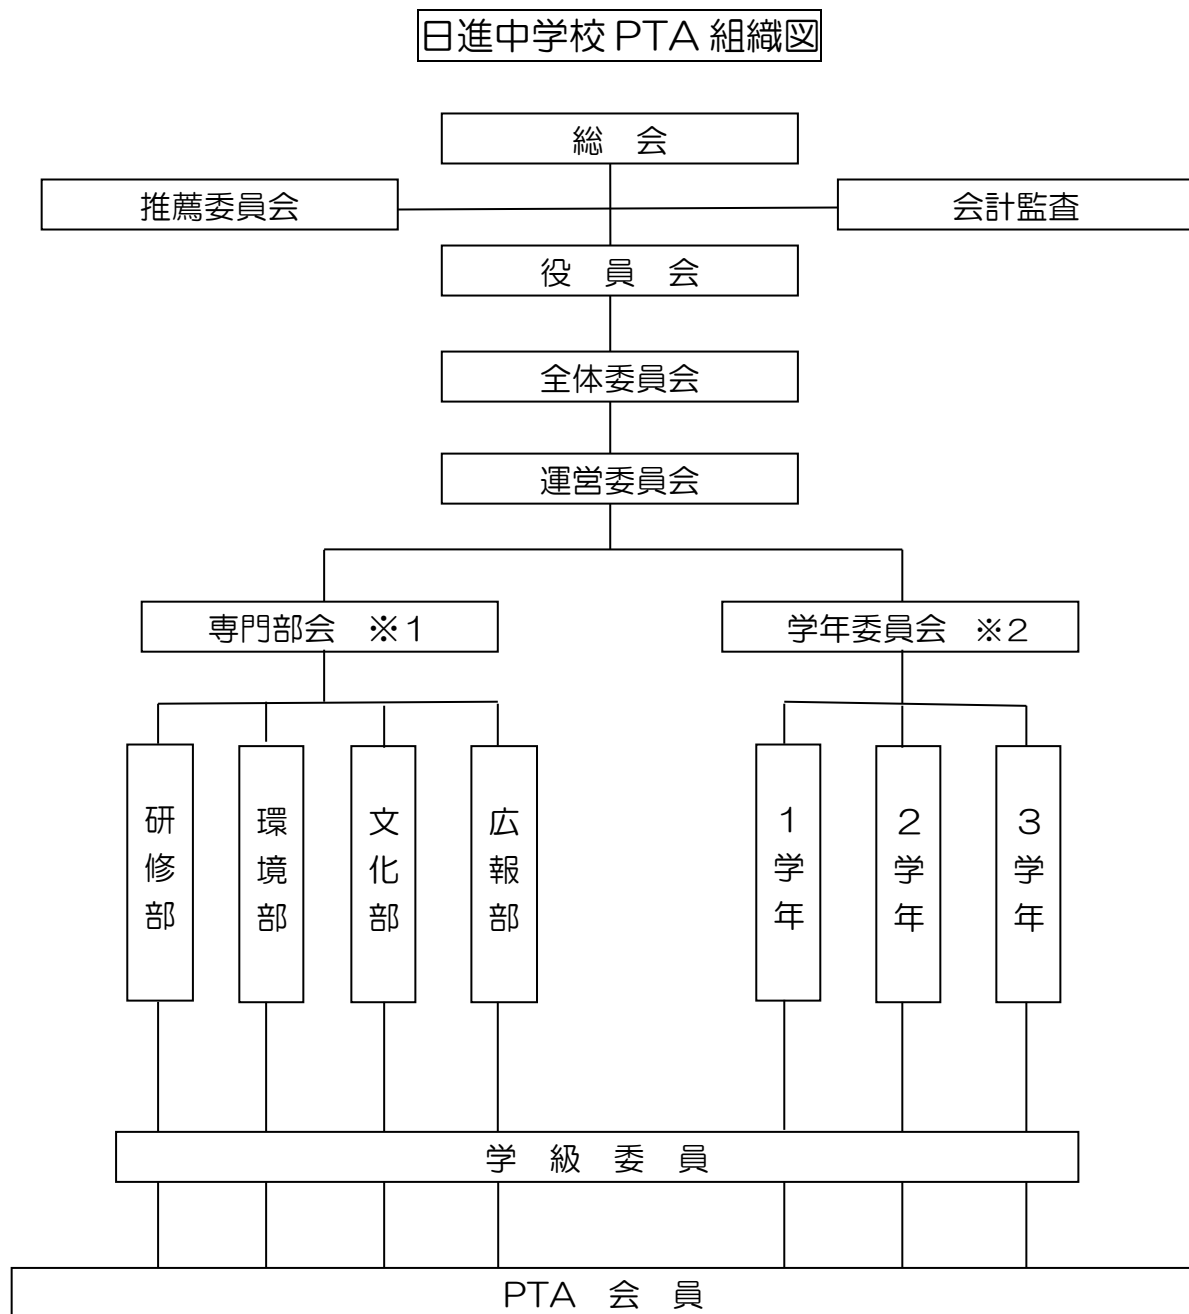 日進中学校 PTA 組織図
総　会
推薦委員会
会計監査
役　員　会
全体委員会
運営委員会
専門部会　※1
学年委員会　※2
研修部
環境部
文化部
広報部
1学年
2学年
3学年
学　級　委　員
PTA　会　員